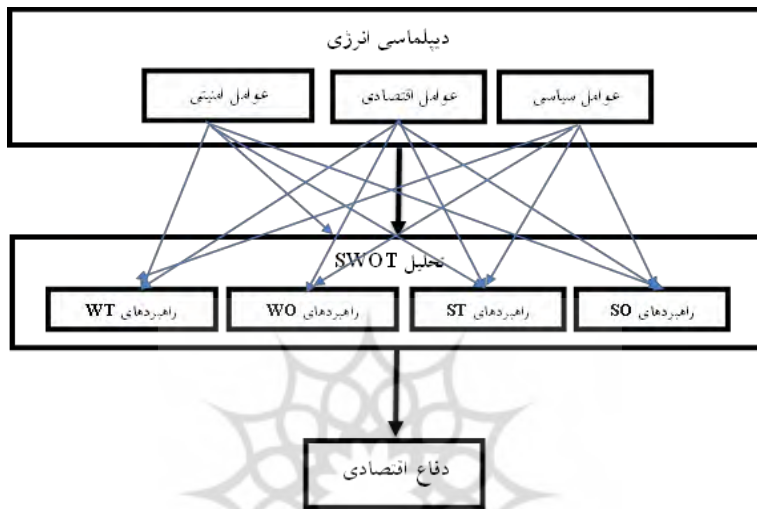 دیپلماسی انرژی
عوامل سیاسی
عوامل اقتصادی
عوامل امنیتی
تحلیل SWOT
راهبردهای SO
راهبردهای ST
راهبردهای WO
راهبردهای WT
دفاع اقتصادی